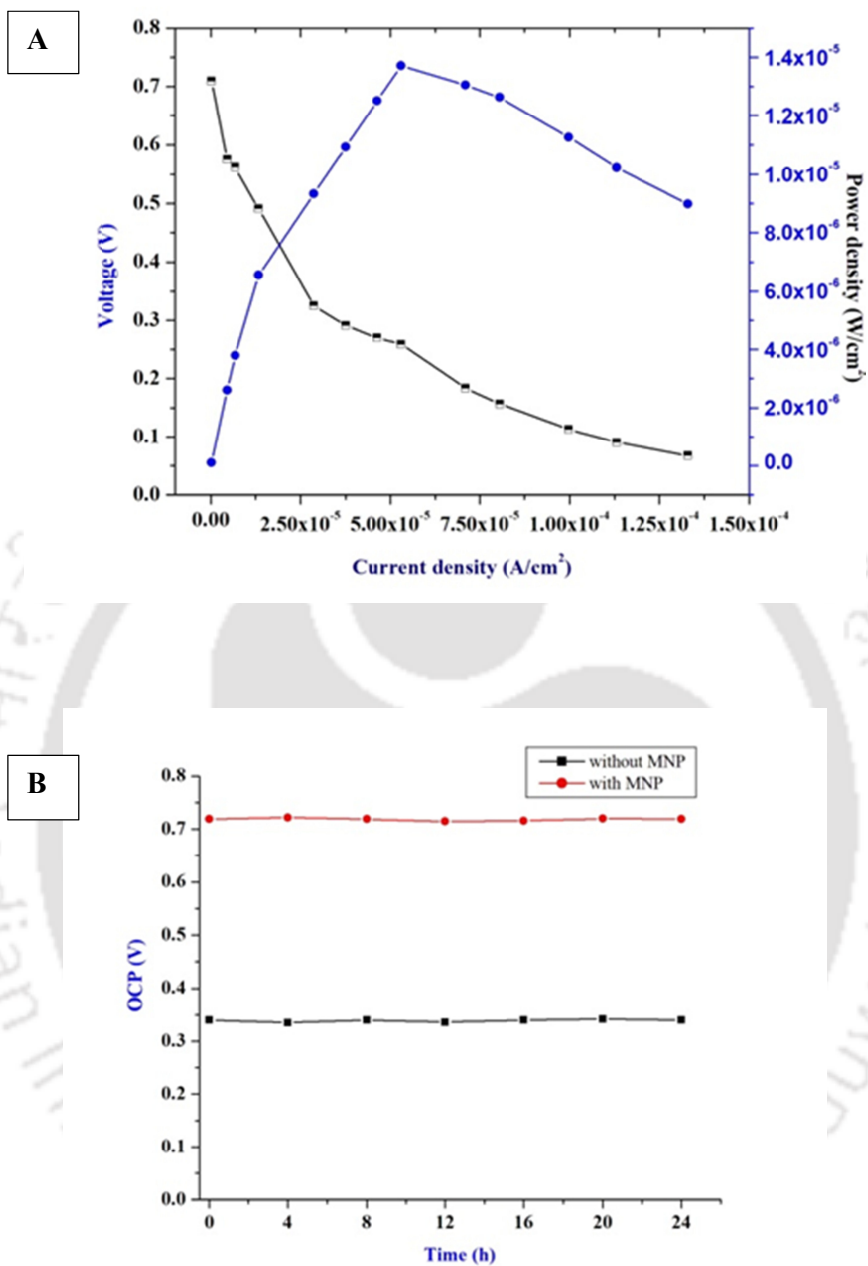 A
0.8
0.7
0.6
0.5
0.4
0.3
0.2
0.1
0.0
Voltage (V)
1.4x10⁻⁵
1.2x10⁻⁵
1.0x10⁻⁵
8.0x10⁻⁶
6.0x10⁻⁶
4.0x10⁻⁶
2.0x10⁻⁶
0.0
Power density (W/cm²)
0.00 2.50x10⁻⁵ 5.00x10⁻⁵ 7.50x10⁻⁵ 1.00x10⁻⁴ 1.25x10⁻⁴ 1.50x10⁻⁴
Current density (A/cm²)
B
without MNP
with MNP
0.8
0.7
0.6
0.5
0.4
0.3
0.2
0.1
0.0
OCP (V)
0 4 8 12 16 20 24
Time (h)